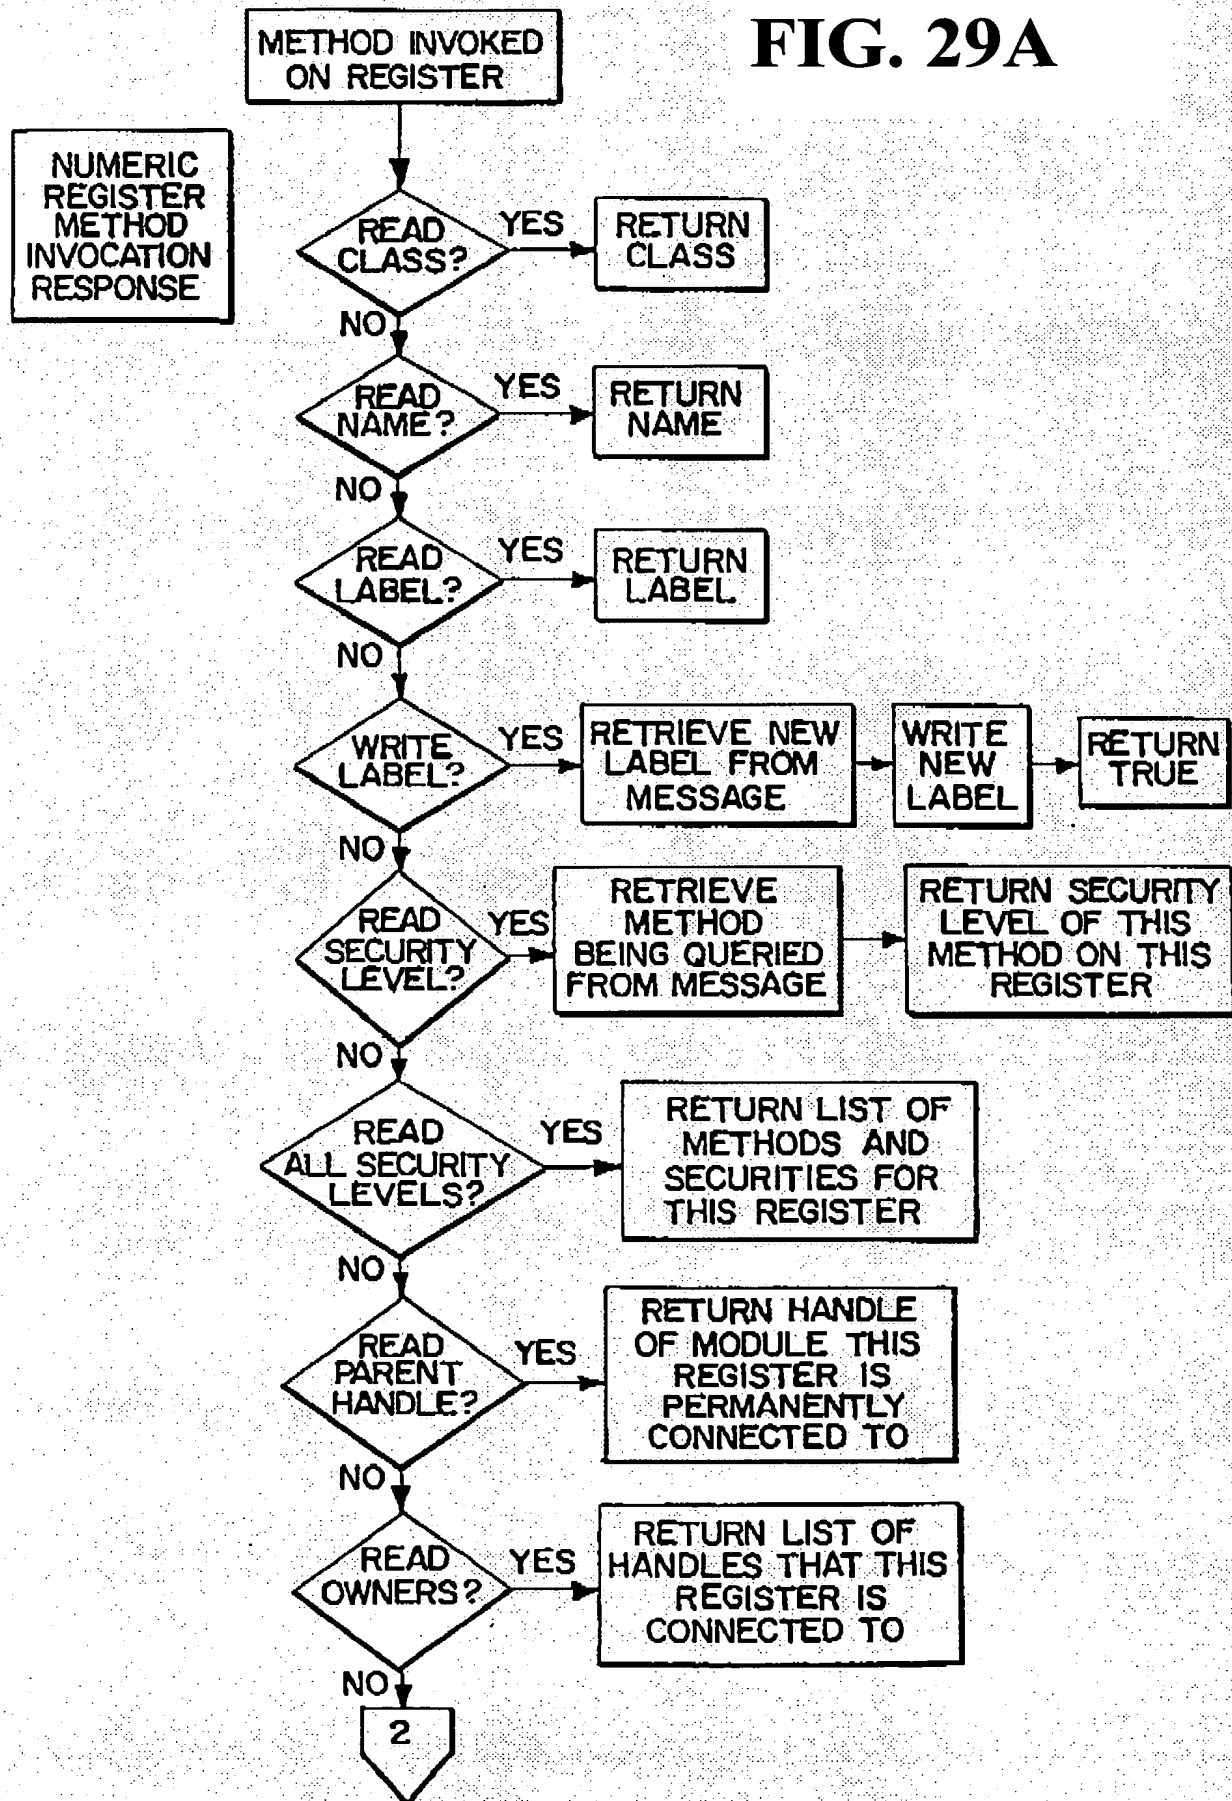 FIG. 29A
METHOD INVOKED
ON REGISTER
NUMERIC
REGISTER
METHOD
INVOCATION
RESPONSE
READ
CLASS?
YES
RETURN
CLASS
NO
READ
NAME?
YES
RETURN
NAME
NO
READ
LABEL?
YES
RETURN
LABEL
NO
WRITE
LABEL?
YES
RETRIEVE NEW
LABEL FROM
MESSAGE
WRITE
NEW
LABEL
RETURN
TRUE
NO
READ
SECURITY
LEVEL?
YES
RETRIEVE
METHOD
BEING QUERIED
FROM MESSAGE
RETURN SECURITY
LEVEL OF THIS
METHOD ON THIS
REGISTER
NO
READ
ALL SECURITY
LEVELS?
YES
RETURN LIST OF
METHODS AND
SECURITIES FOR
THIS REGISTER
NO
READ
PARENT
HANDLE?
YES
RETURN HANDLE
OF MODULE THIS
REGISTER IS
PERMANENTLY
CONNECTED TO
NO
READ
OWNERS?
YES
RETURN LIST OF
HANDLES THAT THIS
REGISTER IS
CONNECTED TO
NO
2